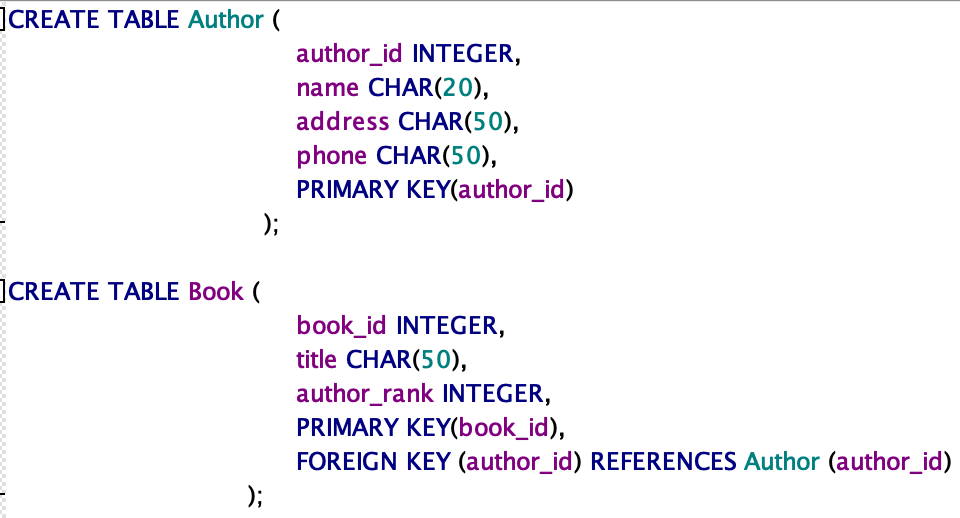 CREATE TABLE Author (
author_id INTEGER,
name CHAR(20),
address CHAR(50),
phone CHAR(50),
PRIMARY KEY(author_id)
);
CREATE TABLE Book (
book_id INTEGER,
title CHAR(50),
author_rank INTEGER,
PRIMARY KEY(book_id),
FOREIGN KEY (author_id) REFERENCES Author (author_id)
);